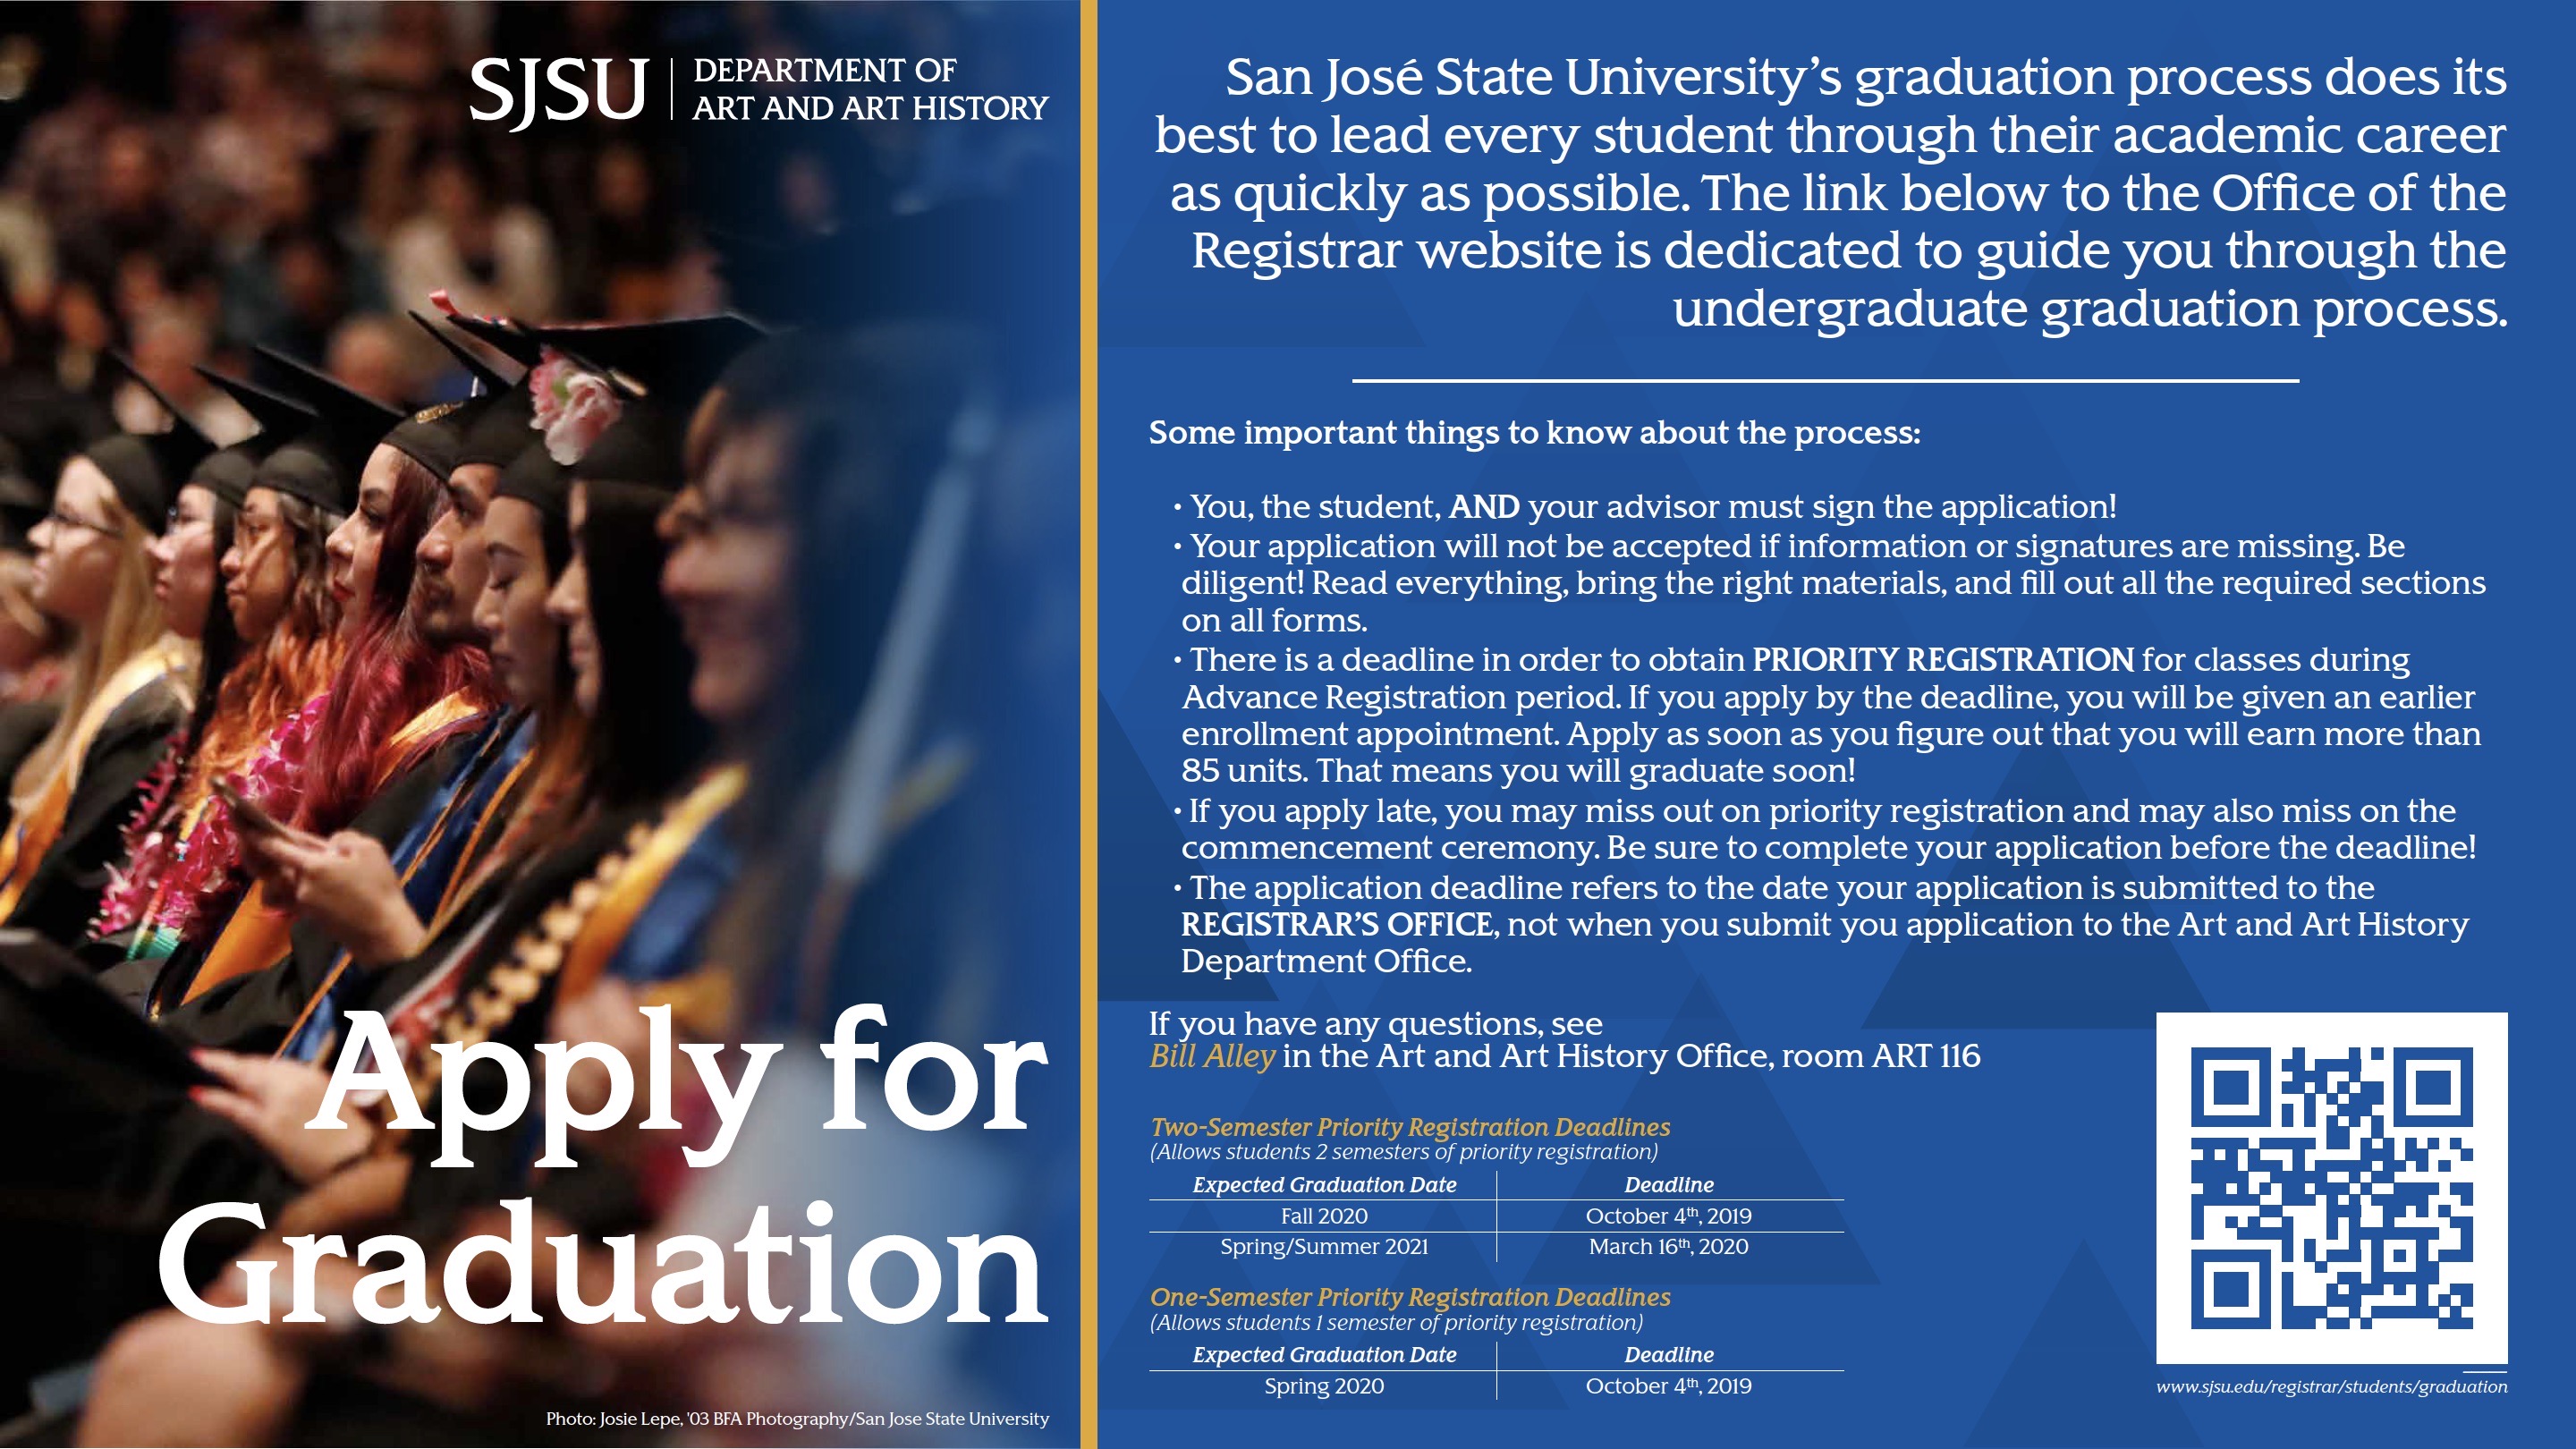 SJSU
DEPARTMENT OF
ART AND ART HISTORY
Apply for
Graduation
Photo: Josie Lepe, '03 BFA Photography/San Jose State University
San José State University’s graduation process does its
best to lead every student through their academic career
as quickly as possible. The link below to the Office of the
Registrar website is dedicated to guide you through the
undergraduate graduation process.
Some important things to know about the process:
• You, the student, AND your advisor must sign the application!
• Your application will not be accepted if information or signatures are missing. Be
diligent! Read everything, bring the right materials, and fill out all the required sections
on all forms.
• There is a deadline in order to obtain PRIORITY REGISTRATION for classes during
Advance Registration period. If you apply by the deadline, you will be given an earlier
enrollment appointment. Apply as soon as you figure out that you will earn more than
85 units. That means you will graduate soon!
• If you apply late, you may miss out on priority registration and may also miss on the
commencement ceremony. Be sure to complete your application before the deadline!
• The application deadline refers to the date your application is submitted to the
REGISTRAR’S OFFICE, not when you submit you application to the Art and Art History
Department Office.
If you have any questions, see
Bill Alley in the Art and Art History Office, room ART 116
Two-Semester Priority Registration Deadlines
(Allows students 2 semesters of priority registration)
Expected Graduation Date Deadline
Fall 2020 October 4th, 2019
Spring/Summer 2021 March 16th, 2020
One-Semester Priority Registration Deadlines
(Allows students 1 semester of priority registration)
Expected Graduation Date Deadline
Spring 2020 October 4th, 2019
www.sjsu.edu/registrar/students/graduation